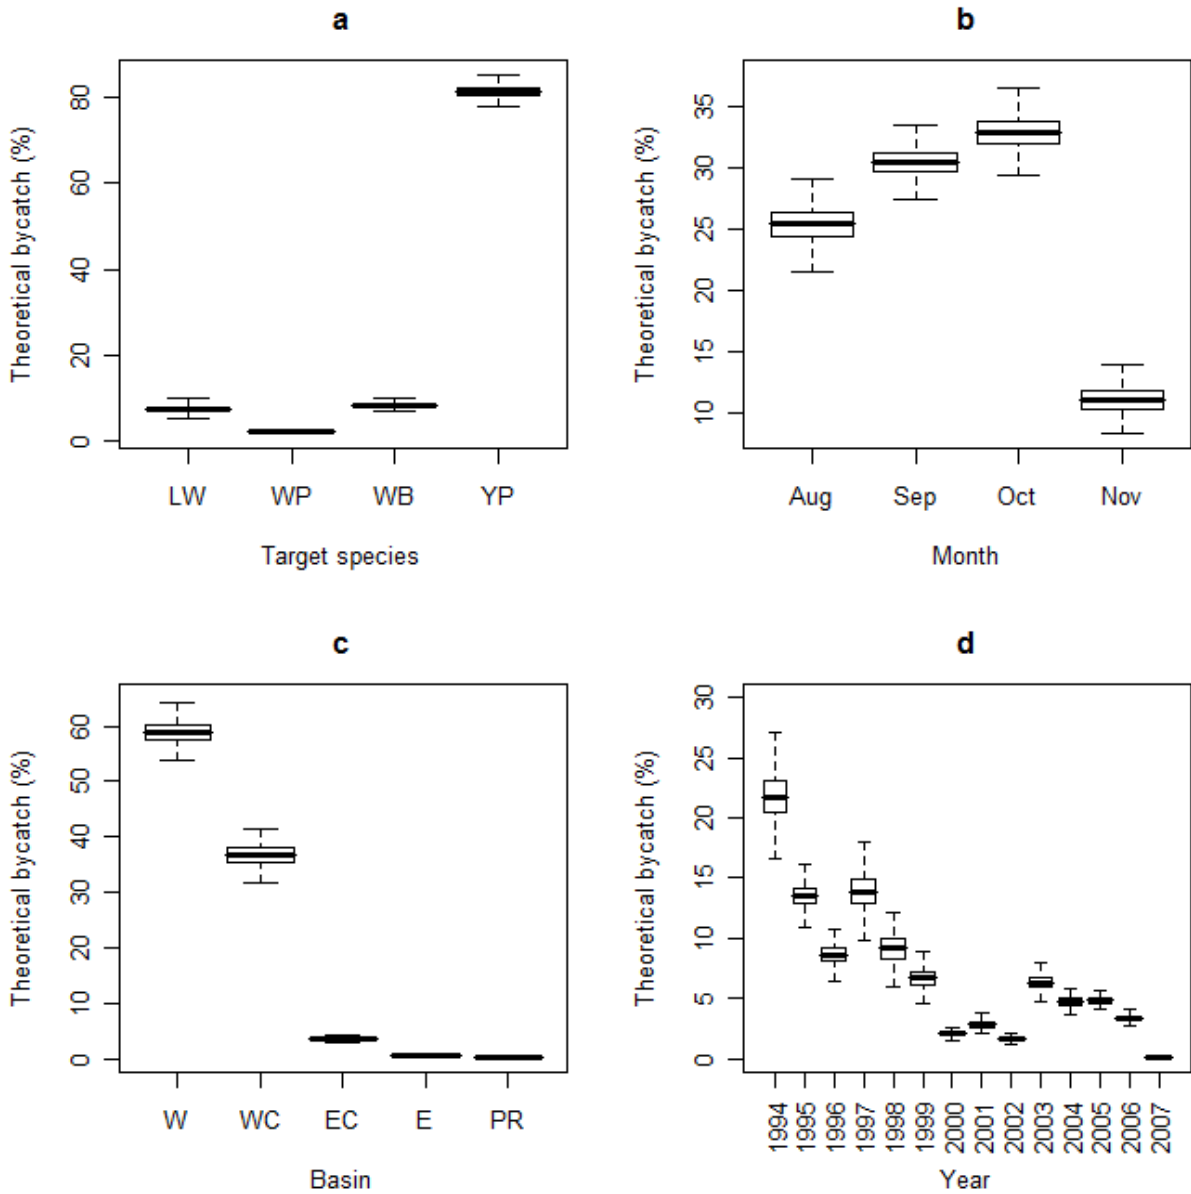 a
Theoretical bycatch (%)
80
60
40
20
0
LW WP WB YP
Target species
b
Theoretical bycatch (%)
35
30
25
20
15
10
Aug Sep Oct Nov
Month
c
Theoretical bycatch (%)
60
50
40
30
20
10
0
W WC EC E PR
Basin
d
Theoretical bycatch (%)
30
25
20
15
10
5
0
1994 1995 1996 1997 1998 1999 2000 2001 2002 2003 2004 2005 2006 2007
Year